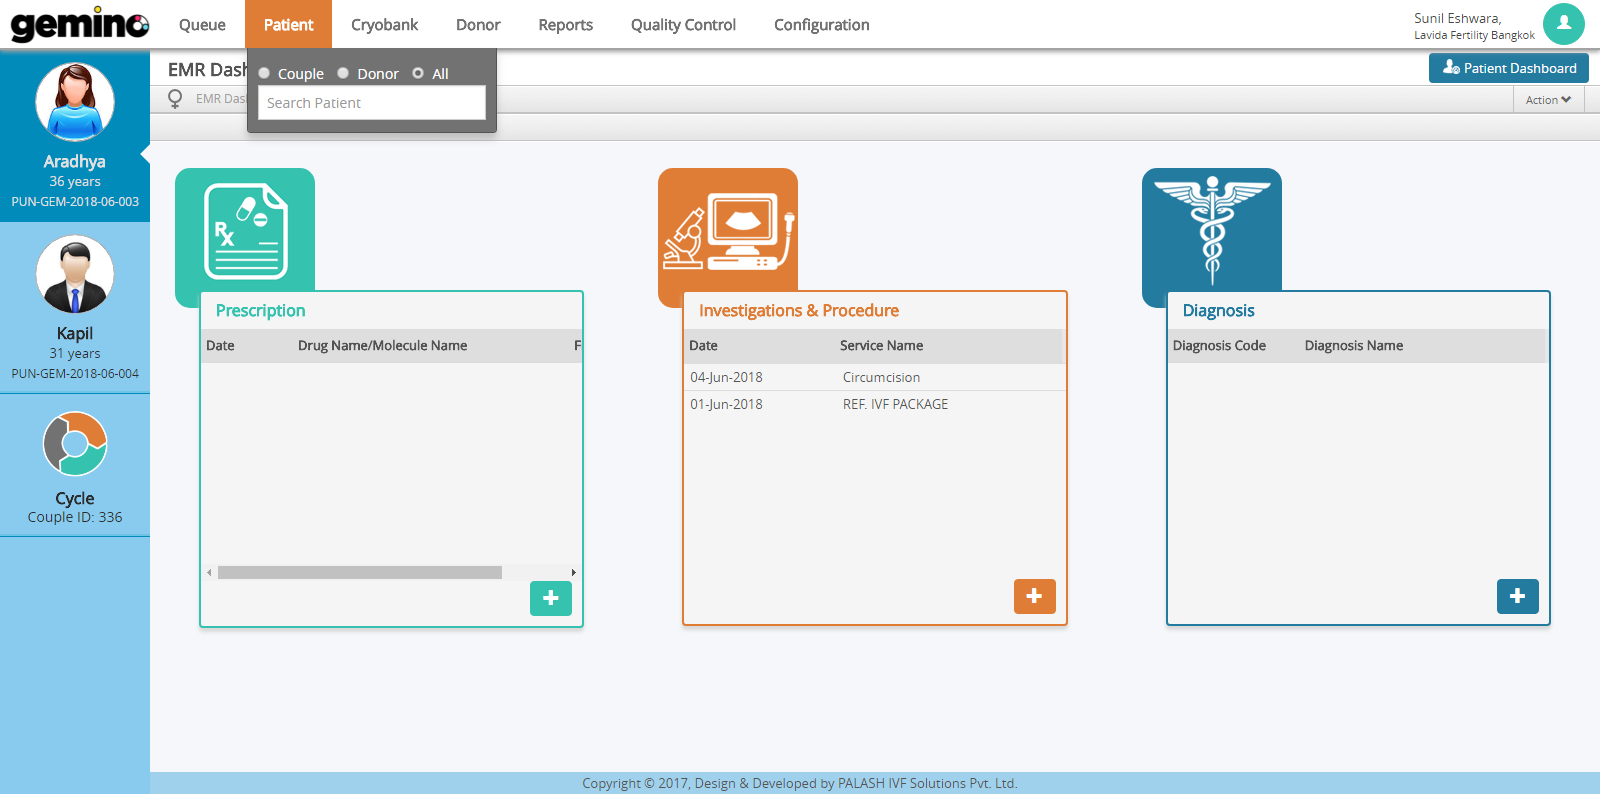 gemino
Queue Patient Cryobank Donor Reports Quality Control Configuration
Sunil Eshwara,
Lavida Fertility Bangkok
Couple Donor All
Search Patient
EMR Dash
EMR Das
Patient Dashboard
Action
Aradhya
36 years
PUN-GEM-2018-06-003
Kapil
31 years
PUN-GEM-2018-06-004
Cycle
Couple ID: 336
Rx
Prescription
Date Drug Name/Molecule Name F
Investigations & Procedure
Date Service Name
04-Jun-2018 Circumcision
01-Jun-2018 REF. IVF PACKAGE
Diagnosis
Diagnosis Code Diagnosis Name
Copyright © 2017, Design & Developed by PALASH IVF Solutions Pvt. Ltd.